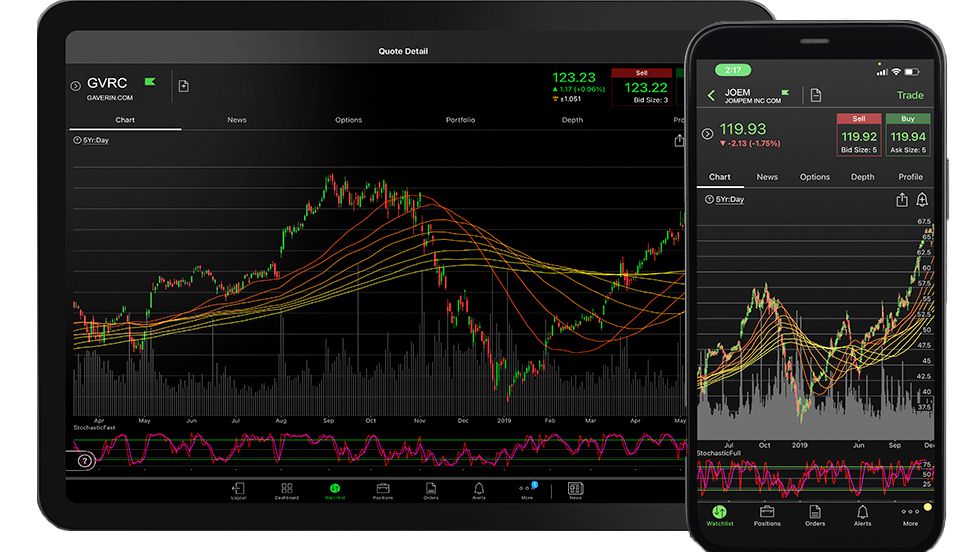 Quote Detail
GVRC
GAVERIN.COM
123.23
▲ 1.17 (+0.96%)
±1.051
Sell
123.22
Bid Size: 3
Chart
News
Options
Portfolio
Depth
Pro
5Yr:Day
Apr
May
Jun
Jul
Aug
Sep
Oct
Nov
Dec
2019
Feb
Mar
Apr
May
StochasticFast
?
Logout
Dashboard
Watchlist
Positions
Orders
Alerts
More
News
2:17
JOEM
JOMPEM INC COM
Trade
119.93
▼ -2.13 (-1.75%)
Sell
119.92
Bid Size: 5
Buy
119.94
Ask Size: 5
Chart
News
Options
Depth
Profile
5Yr:Day
67.5
65
62.5
60
57.5
55
52.5
50
47.5
45
42.5
40
37.5
Jul
Oct
2019
Jun
Sep
Dec
StochasticFull
75
50
25
Watchlist
Positions
Orders
Alerts
More